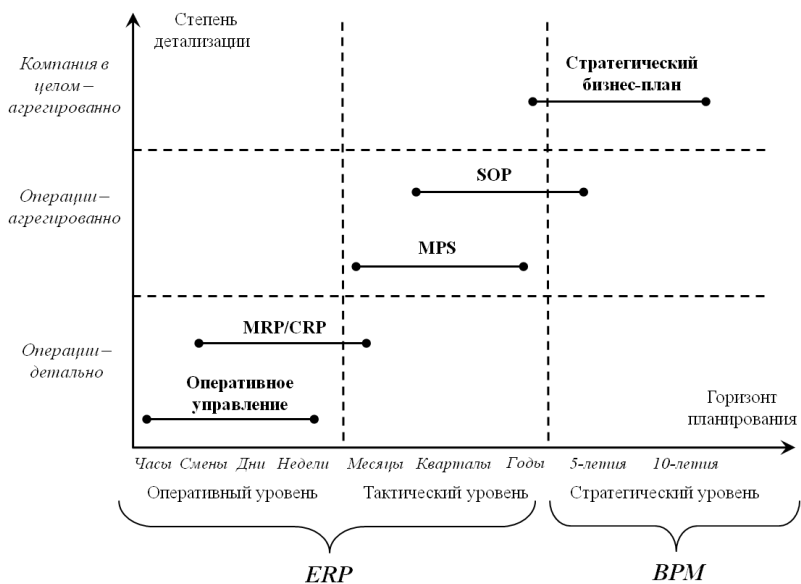 Степень
детализации
Компания в
целом –
агрегированно
Стратегический
бизнес-план
Операции –
агрегированно
SOP
MPS
Операции –
детально
MRP/CRP
Оперативное
управление
Горизонт
планирования
Часы Смены Дни Недели Месяцы Кварталы Годы 5-летия 10-летия
Оперативный уровень Тактический уровень Стратегический уровень
ERP BPM